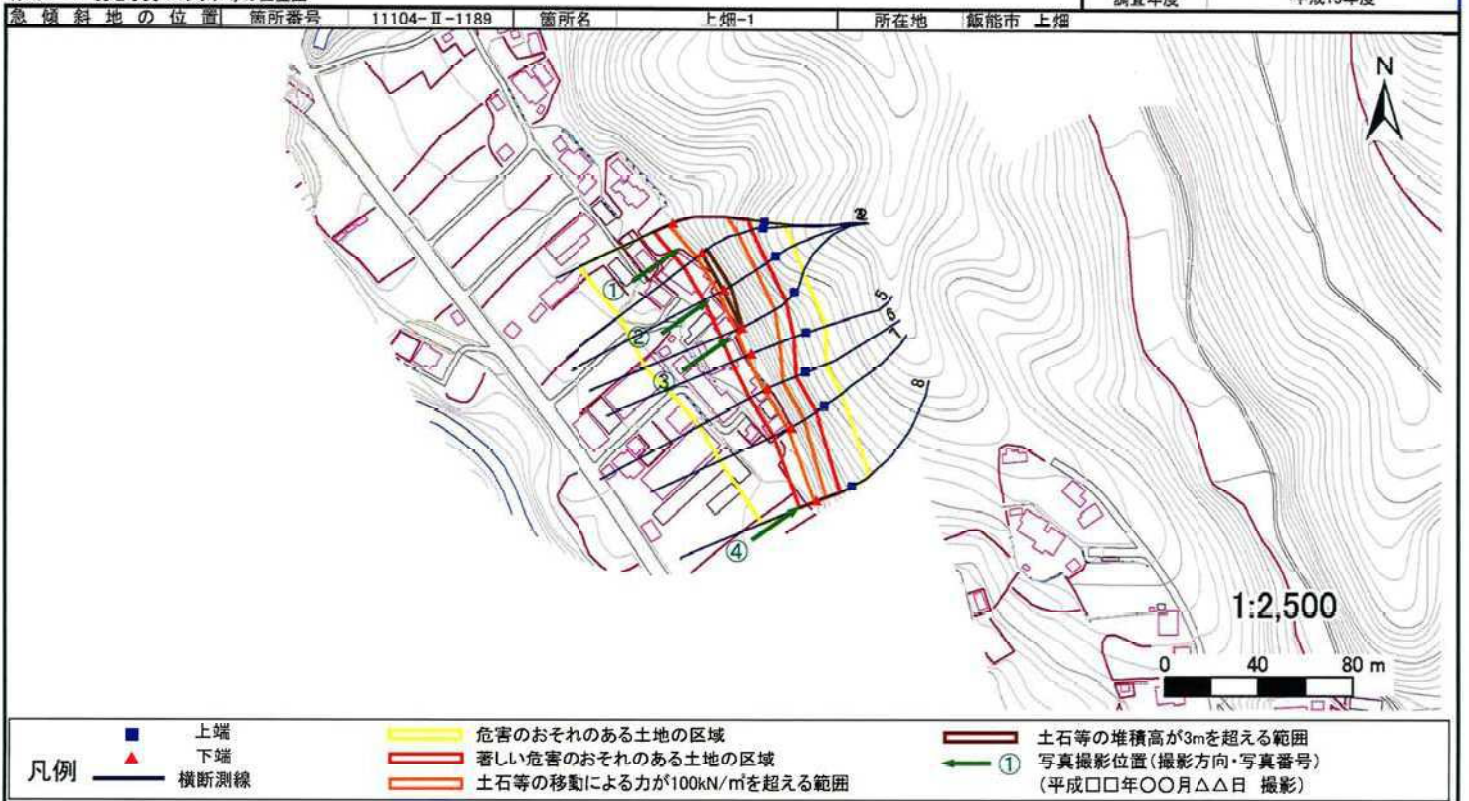 急傾斜地の位置 箇所番号 11104-Ⅱ-1189 箇所名 上畑-1 所在地 飯能市 上畑
調査年度
N
5
6
7
8
①
②
③
④
1:2,500
0 40 80 m
凡例
上端
下端
横断測線
危害のおそれのある土地の区域
著しい危害のおそれのある土地の区域
土石等の移動による力が100kN/㎡を超える範囲
土石等の堆積高が3mを超える範囲
① 写真撮影位置(撮影方向・写真番号)
(平成□□年○○月△△日 撮影)